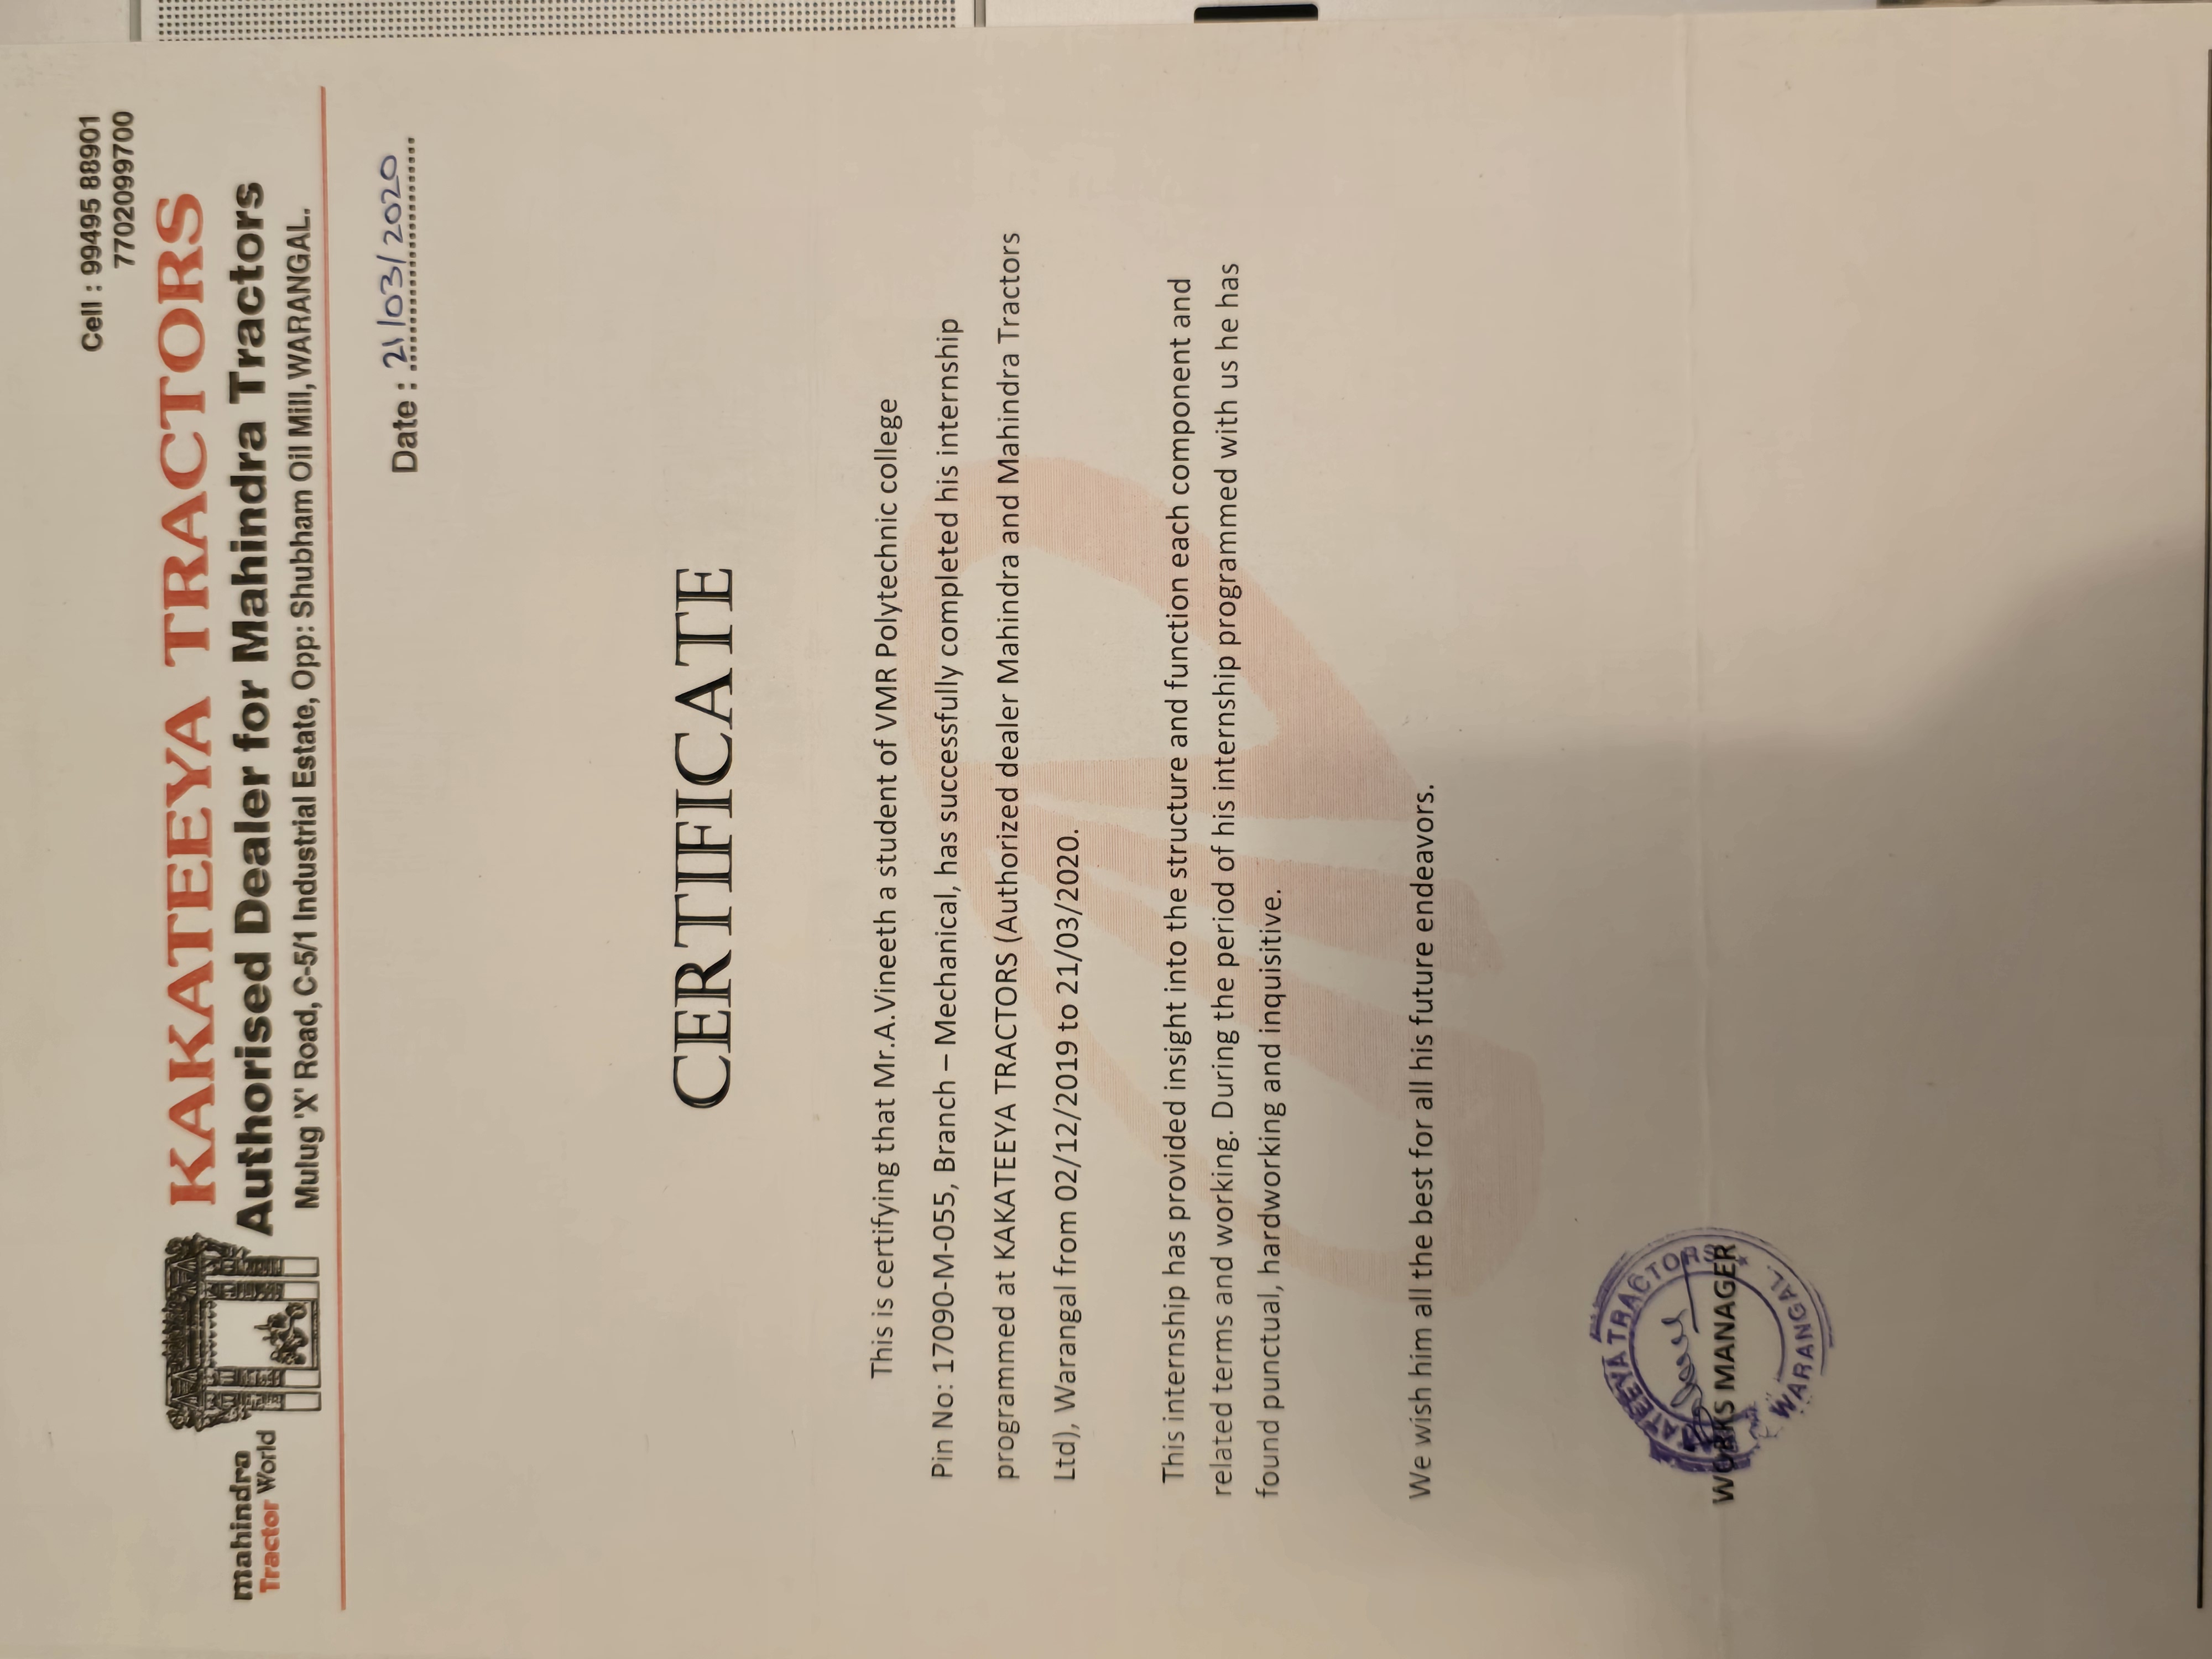 Cell : 99495 88901
7702099700
mahindra
Tractor World
KAKATEEYA TRACTORS
Authorised Dealer for Mahindra Tractors
Mulug 'X' Road, C-5/1 Industrial Estate, Opp: Shubham Oil Mill, WARANGAL.
Date : 21/03/2020
CERTIFICATE
This is certifying that Mr.A.Vineeth a student of VMR Polytechnic college
Pin No: 17090-M-055, Branch – Mechanical, has successfully completed his internship
programmed at KAKATEEYA TRACTORS (Authorized dealer Mahindra and Mahindra Tractors
Ltd), Warangal from 02/12/2019 to 21/03/2020.
This internship has provided insight into the structure and function each component and
related terms and working. During the period of his internship programmed with us he has
found punctual, hardworking and inquisitive.
We wish him all the best for all his future endeavors.
KAKATEEYA TRACTORS
WORKS MANAGER
WARANGAL.